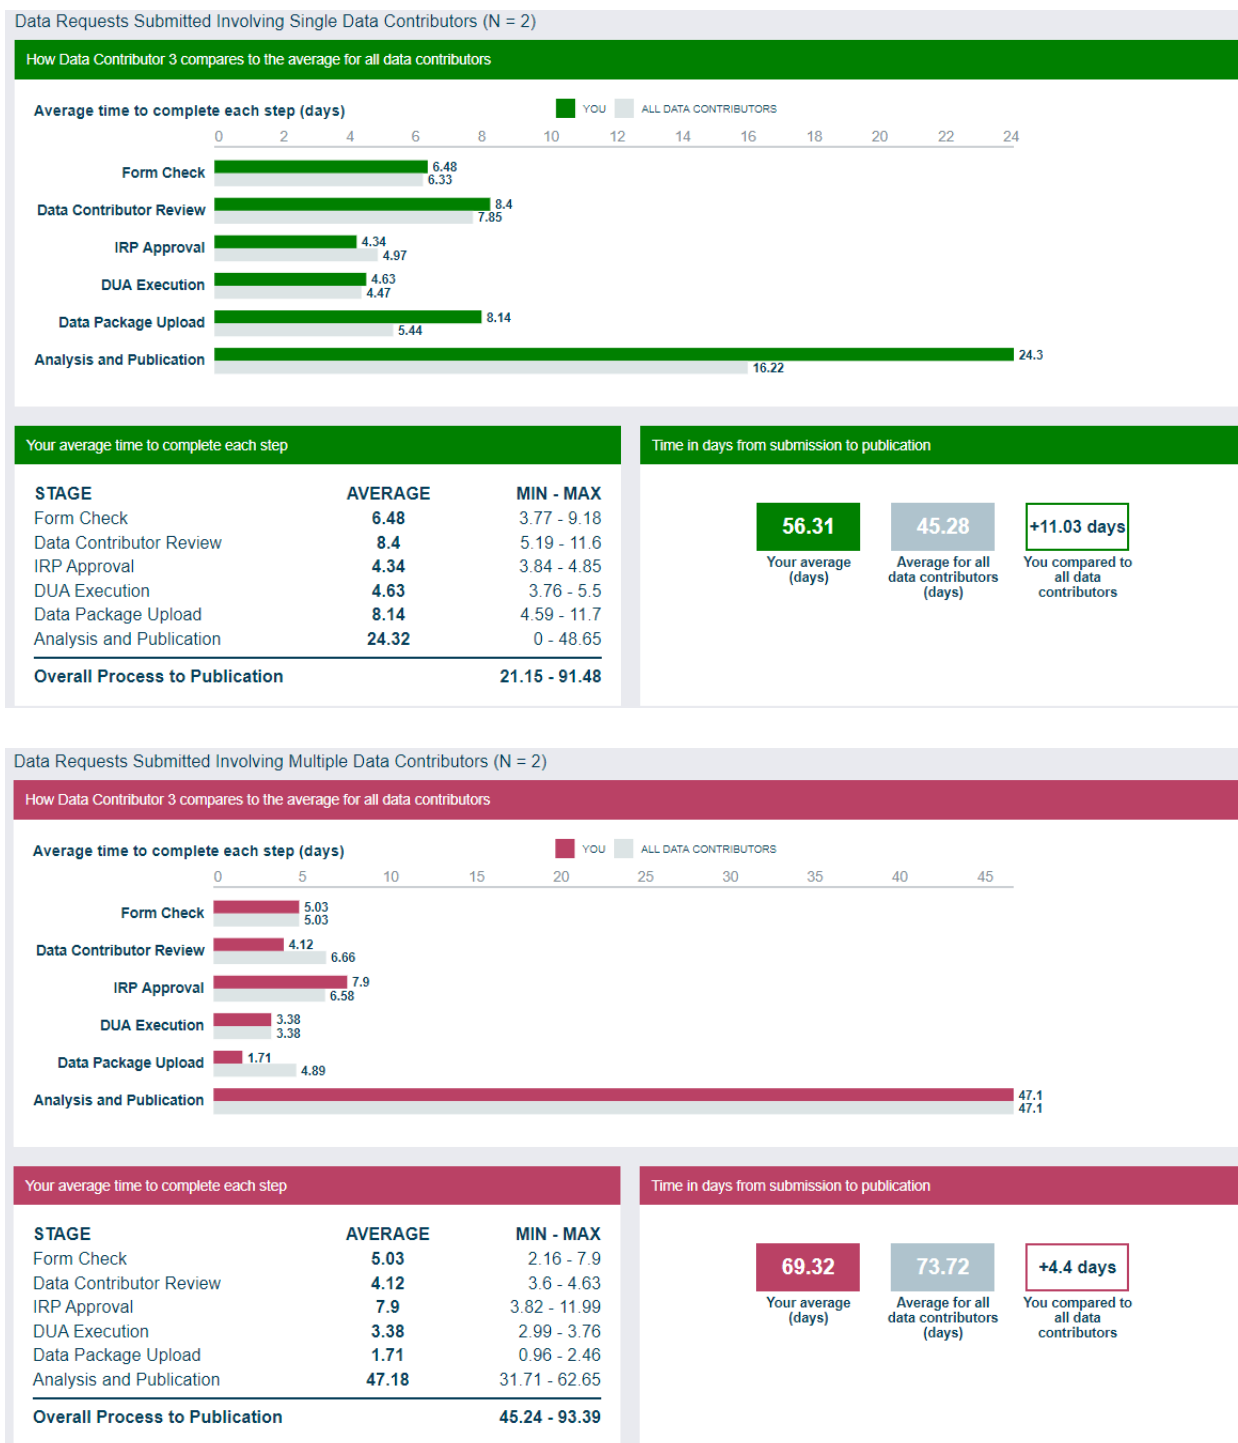 Data Requests Submitted Involving Single Data Contributors (N = 2)
How Data Contributor 3 compares to the average for all data contributors
Average time to complete each step (days)
YOU ALL DATA CONTRIBUTORS
0 2 4 6 8 10 12 14 16 18 20 22 24
Form Check 6.48
6.33
Data Contributor Review 8.4
7.85
IRP Approval 4.34
4.97
DUA Execution 4.63
4.47
Data Package Upload 8.14
5.44
Analysis and Publication 24.3
16.22
Your average time to complete each step
STAGE AVERAGE MIN - MAX
Form Check 6.48 3.77 - 9.18
Data Contributor Review 8.4 5.19 - 11.6
IRP Approval 4.34 3.84 - 4.85
DUA Execution 4.63 3.76 - 5.5
Data Package Upload 8.14 4.59 - 11.7
Analysis and Publication 24.32 0 - 48.65
Overall Process to Publication 21.15 - 91.48
Time in days from submission to publication
56.31 45.28 +11.03 days
Your average Average for all You compared to
(days) data contributors all data
(days) contributors
Data Requests Submitted Involving Multiple Data Contributors (N = 2)
How Data Contributor 3 compares to the average for all data contributors
Average time to complete each step (days)
YOU ALL DATA CONTRIBUTORS
0 5 10 15 20 25 30 35 40 45
Form Check 5.03
5.03
Data Contributor Review 4.12
6.66
IRP Approval 7.9
6.58
DUA Execution 3.38
3.38
Data Package Upload 1.71
4.89
Analysis and Publication 47.1
47.1
Your average time to complete each step
STAGE AVERAGE MIN - MAX
Form Check 5.03 2.16 - 7.9
Data Contributor Review 4.12 3.6 - 4.63
IRP Approval 7.9 3.82 - 11.99
DUA Execution 3.38 2.99 - 3.76
Data Package Upload 1.71 0.96 - 2.46
Analysis and Publication 47.18 31.71 - 62.65
Overall Process to Publication 45.24 - 93.39
Time in days from submission to publication
69.32 73.72 +4.4 days
Your average Average for all You compared to
(days) data contributors all data
(days) contributors